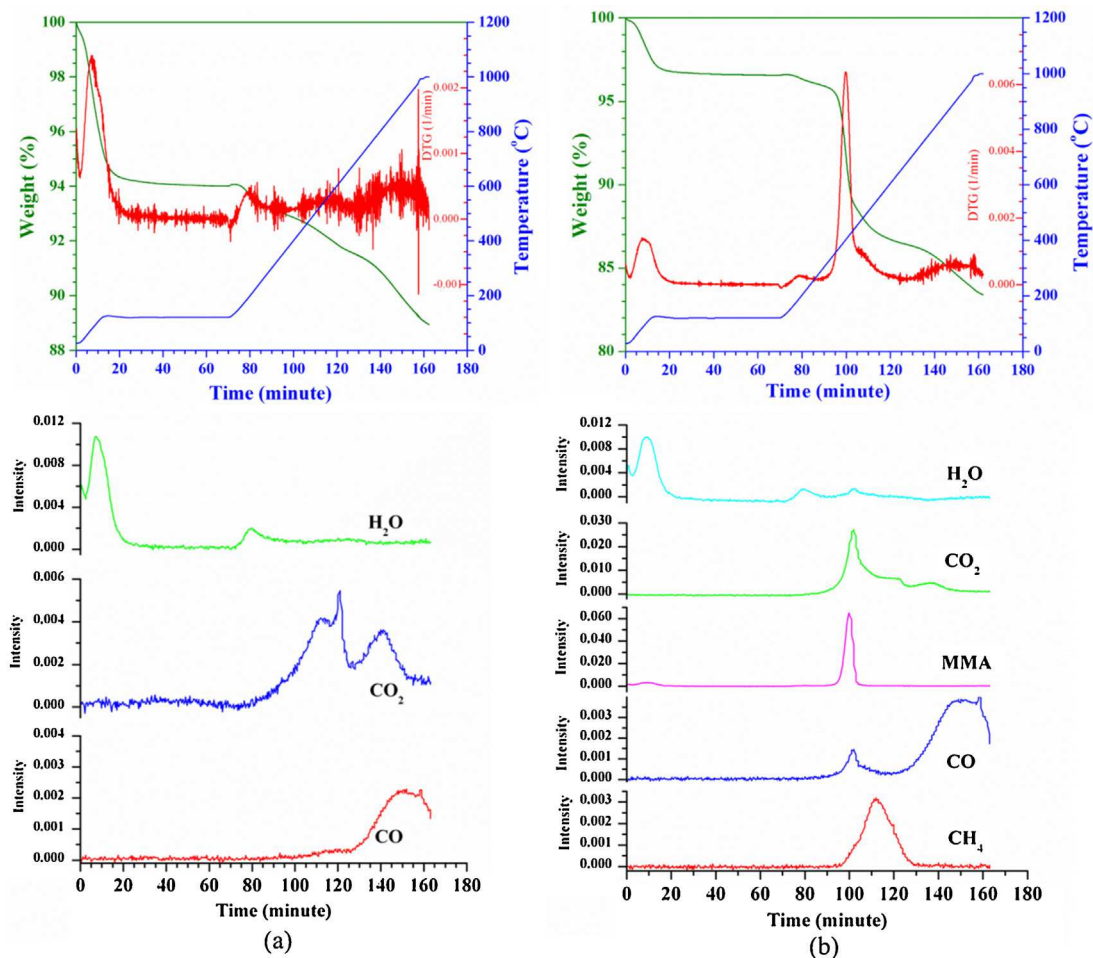 100
98
96
94
92
90
88
Weight (%)
0.002
0.001
0.000
-0.001
DTG (1/min)
1200
1000
800
600
400
200
0
Temperature (°C)
0 20 40 60 80 100 120 140 160 180
Time (minute)
100
95
90
85
80
Weight (%)
0.006
0.004
0.002
0.000
DTG (1/min)
1200
1000
800
600
400
200
0
Temperature (°C)
0 20 40 60 80 100 120 140 160 180
Time (minute)
0.012
0.008
0.004
0.000
Intensity
H₂O
0.006
0.004
0.002
0.000
Intensity
CO₂
0.004
0.003
0.002
0.001
0.000
Intensity
CO
0 20 40 60 80 100 120 140 160 180
Time (minute)
(a)
0.012
0.008
0.004
0.000
Intensity
H₂O
0.030
0.020
0.010
0.000
Intensity
CO₂
0.060
0.040
0.020
0.000
Intensity
MMA
0.003
0.002
0.001
0.000
Intensity
CO
0.003
0.002
0.001
0.000
Intensity
CH₄
0 20 40 60 80 100 120 140 160 180
Time (minute)
(b)